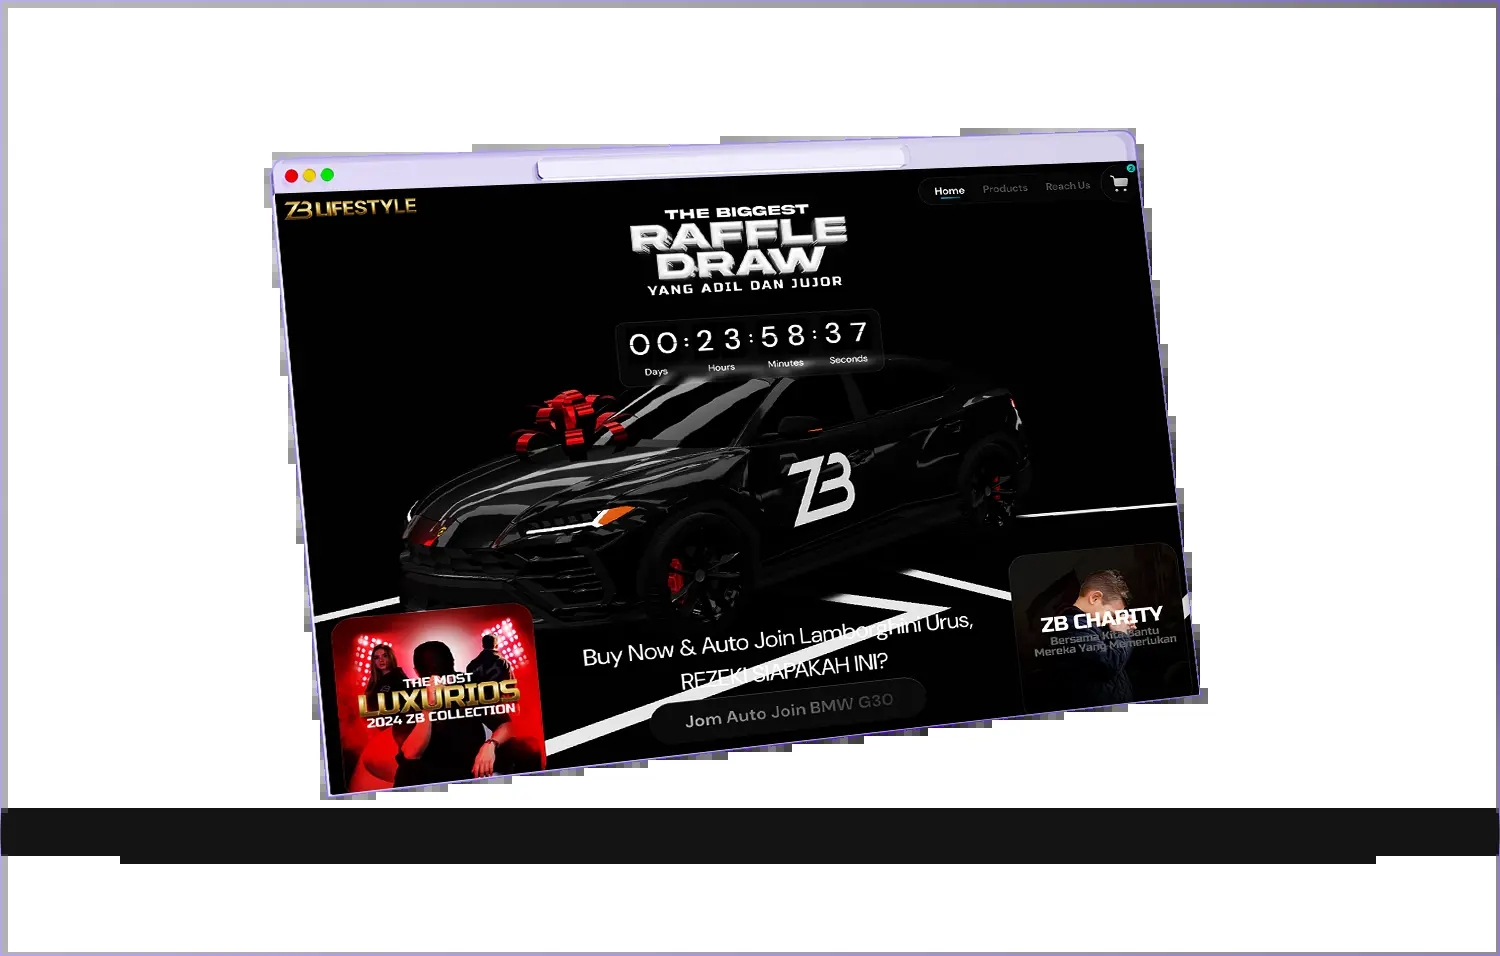 ZB LIFESTYLE
Home
Products
Reach Us
2
THE BIGGEST
RAFFLE
DRAW
YANG ADIL DAN JUJOR
00:23:58:37
Days Hours Minutes Seconds
ZB
Buy Now & Auto Join Lamborghini Urus,
REZEKI SIAPAKAH INI?
Jom Auto Join BMW G30
THE MOST
LUXURIOS
2024 ZB COLLECTION
ZB CHARITY
Bersama Kita Bantu
Mereka Yang Memerlukan